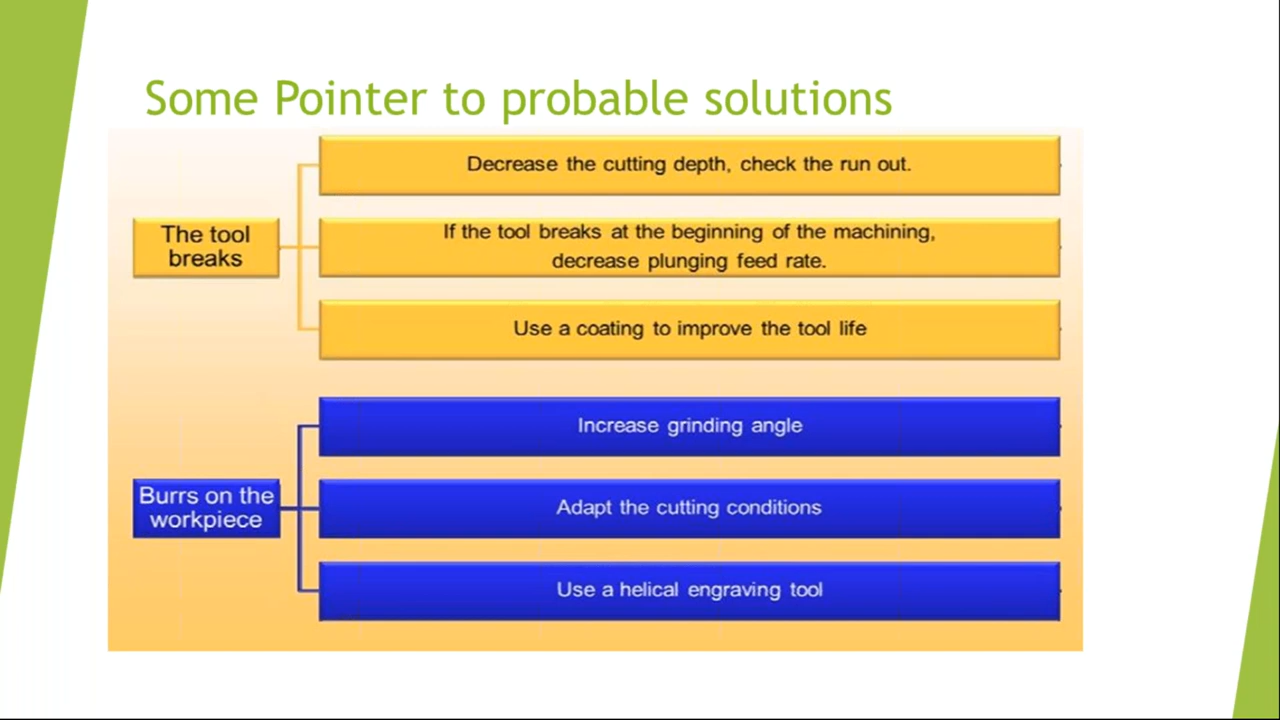 Some Pointer to probable solutions
The tool
breaks
Decrease the cutting depth, check the run out.
If the tool breaks at the beginning of the machining,
decrease plunging feed rate.
Use a coating to improve the tool life
Burrs on the
workpiece
Increase grinding angle
Adapt the cutting conditions
Use a helical engraving tool